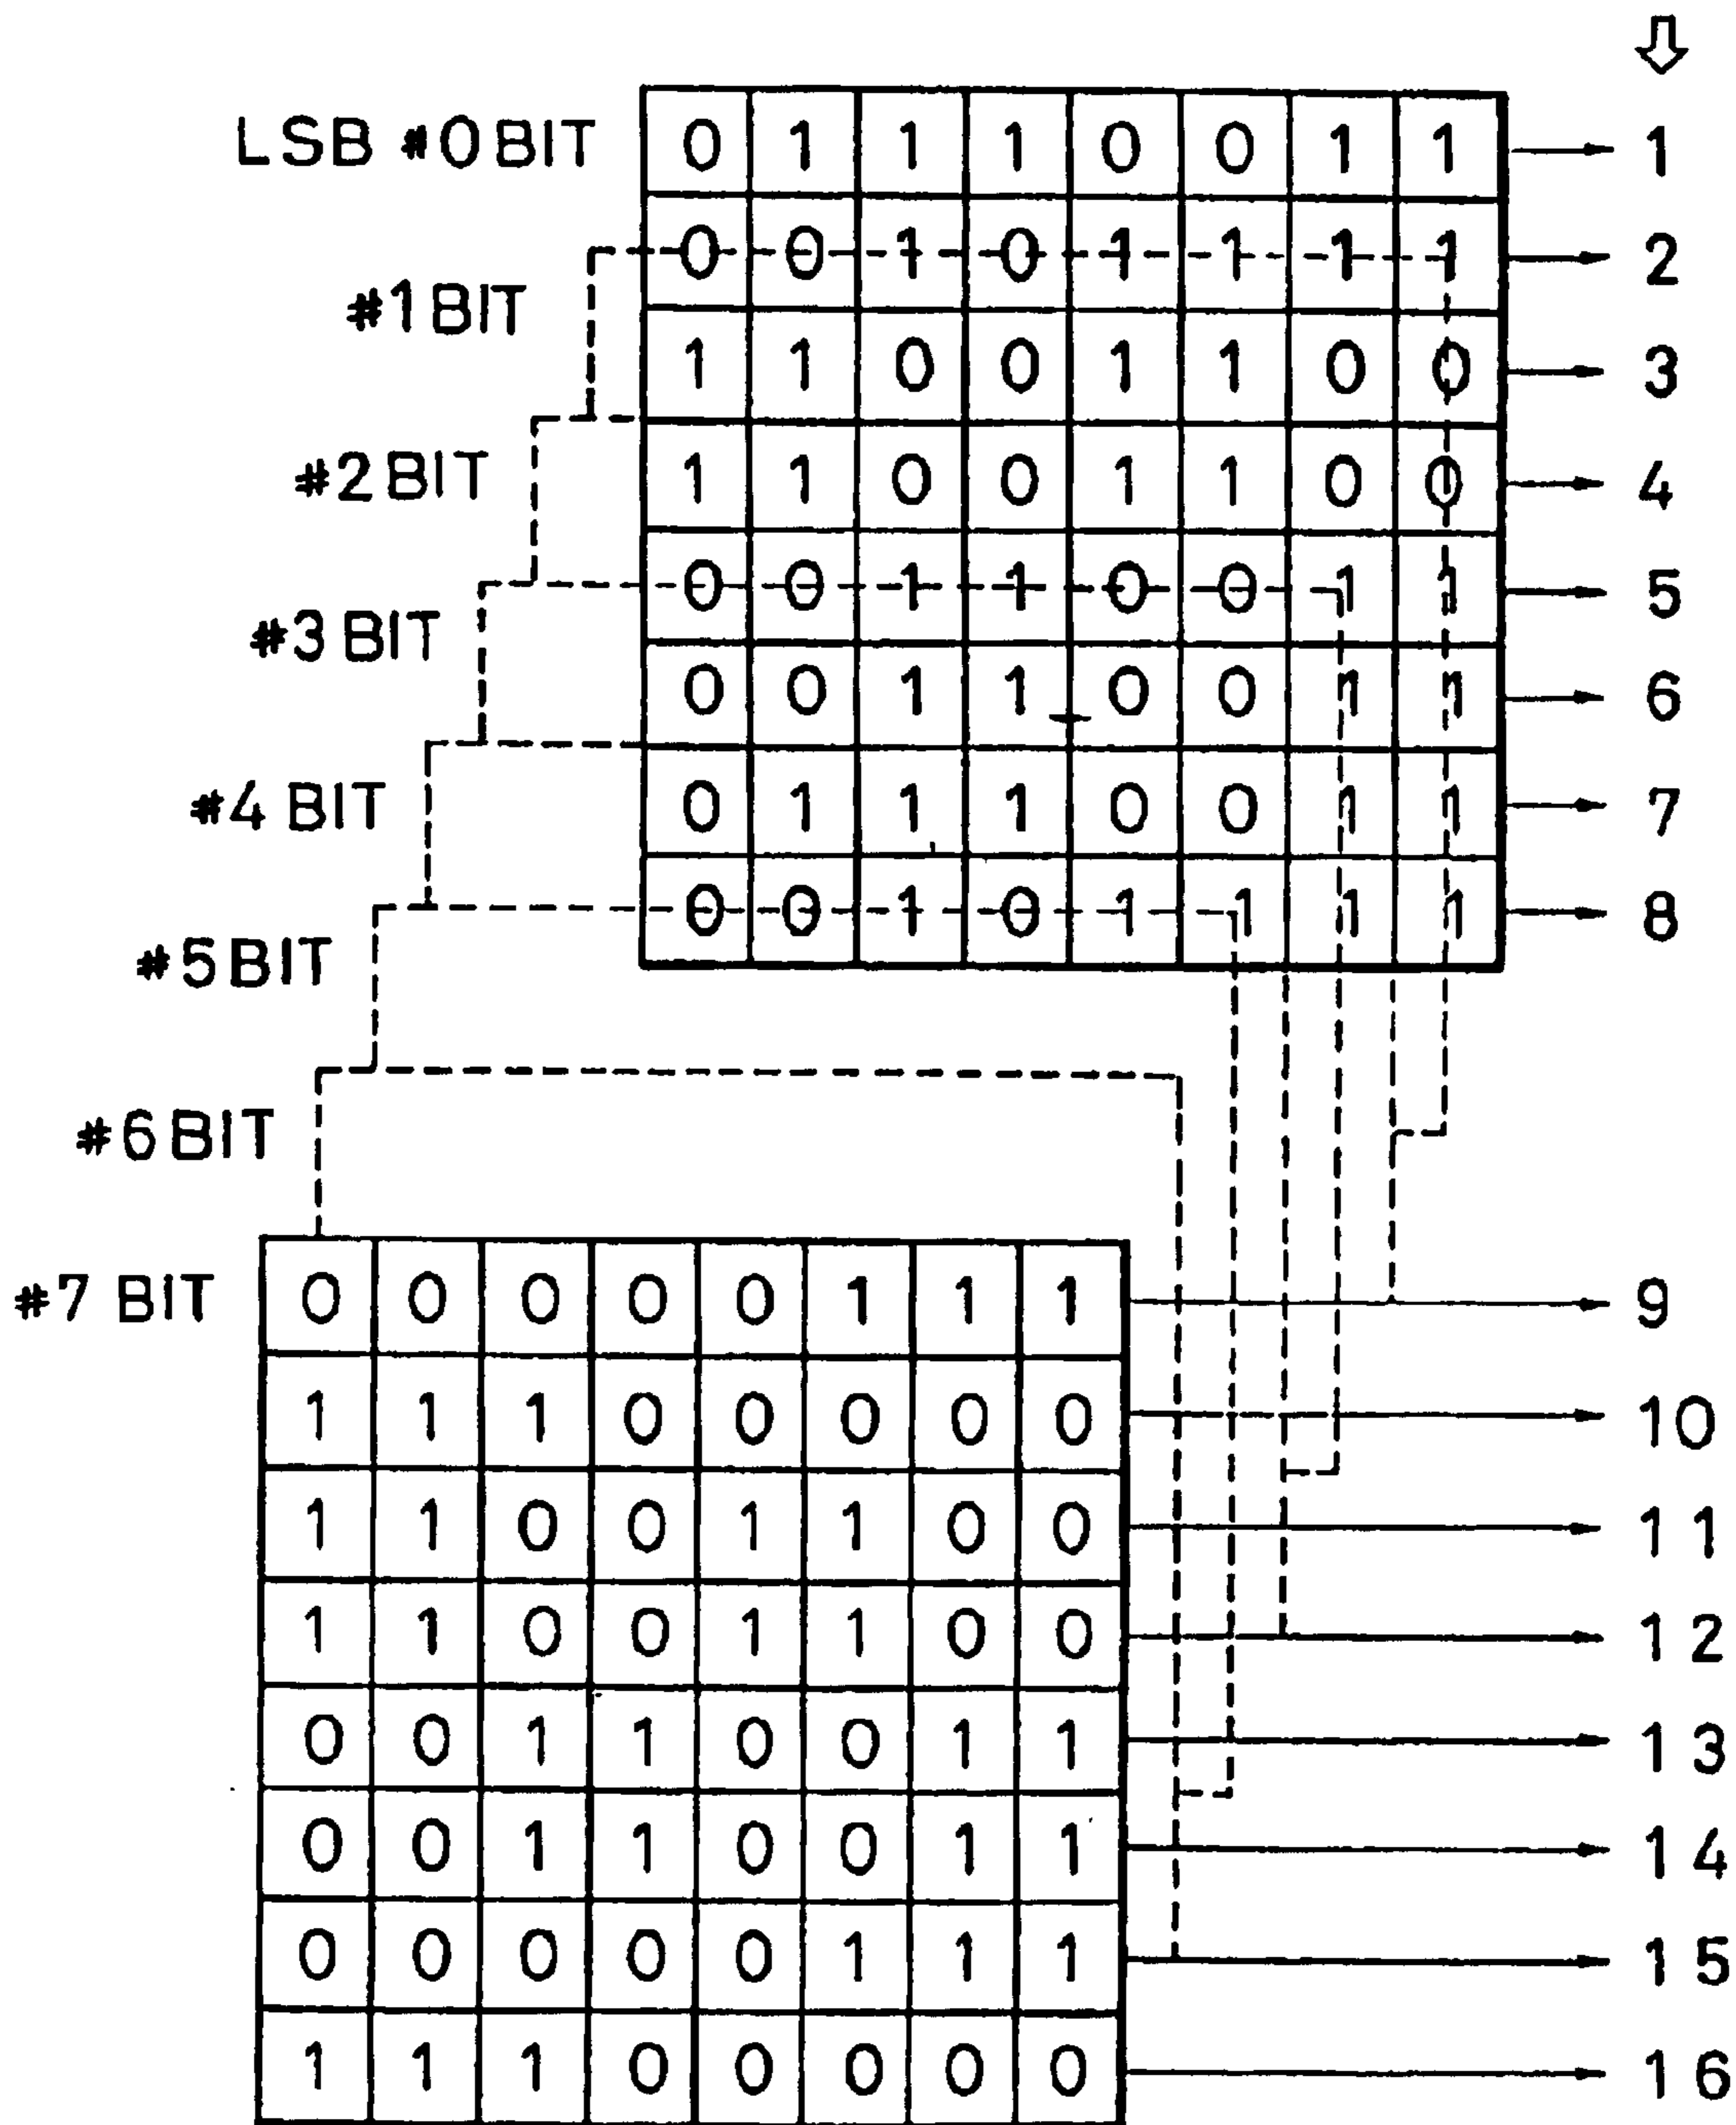 LSB #0 BIT 0 1 1 1 0 0 1 1 1
0 0 1 0 1 1 1 1 2
#1 BIT
1 1 0 0 1 1 0 0 3
#2 BIT 1 1 0 0 1 1 0 0 4
0 0 1 1 0 0 1 1 5
#3 BIT
0 0 1 1 0 0 1 1 6
#4 BIT 0 1 1 1 0 0 1 1 7
0 0 1 0 1 1 1 1 8
#5 BIT
#6 BIT
#7 BIT 0 0 0 0 0 1 1 1 9
1 1 1 0 0 0 0 0 10
1 1 0 0 1 1 0 0 11
1 1 0 0 1 1 0 0 12
0 0 1 1 0 0 1 1 13
0 0 1 1 0 0 1 1 14
0 0 0 0 0 1 1 1 15
1 1 1 0 0 0 0 0 16